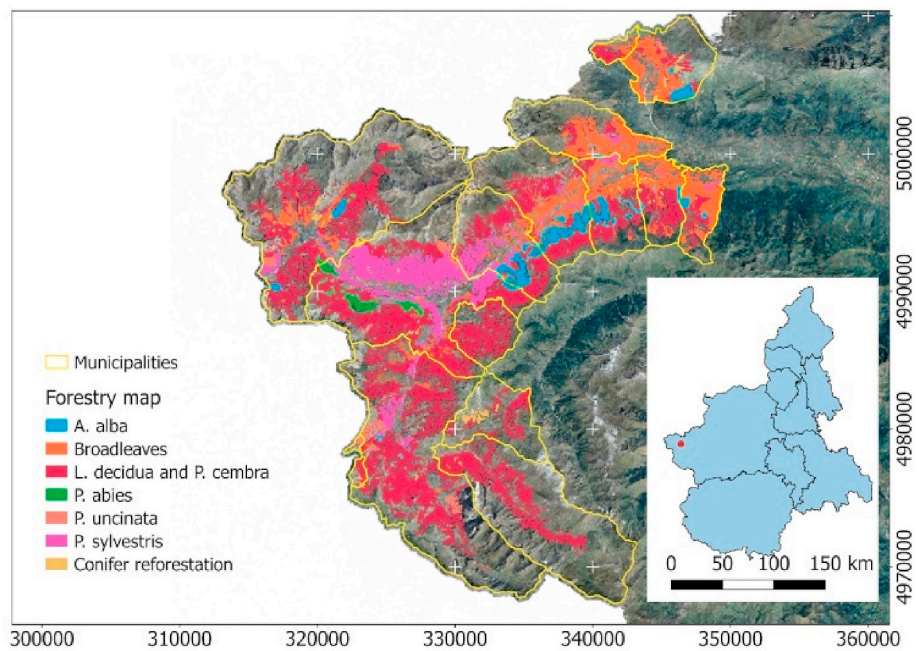 Municipalities
Forestry map
A. alba
Broadleaves
L. decidua and P. cembra
P. abies
P. uncinata
P. sylvestris
Conifer reforestation
5000000
4990000
4980000
4970000
0 50 100 150 km
300000 310000 320000 330000 340000 350000 360000